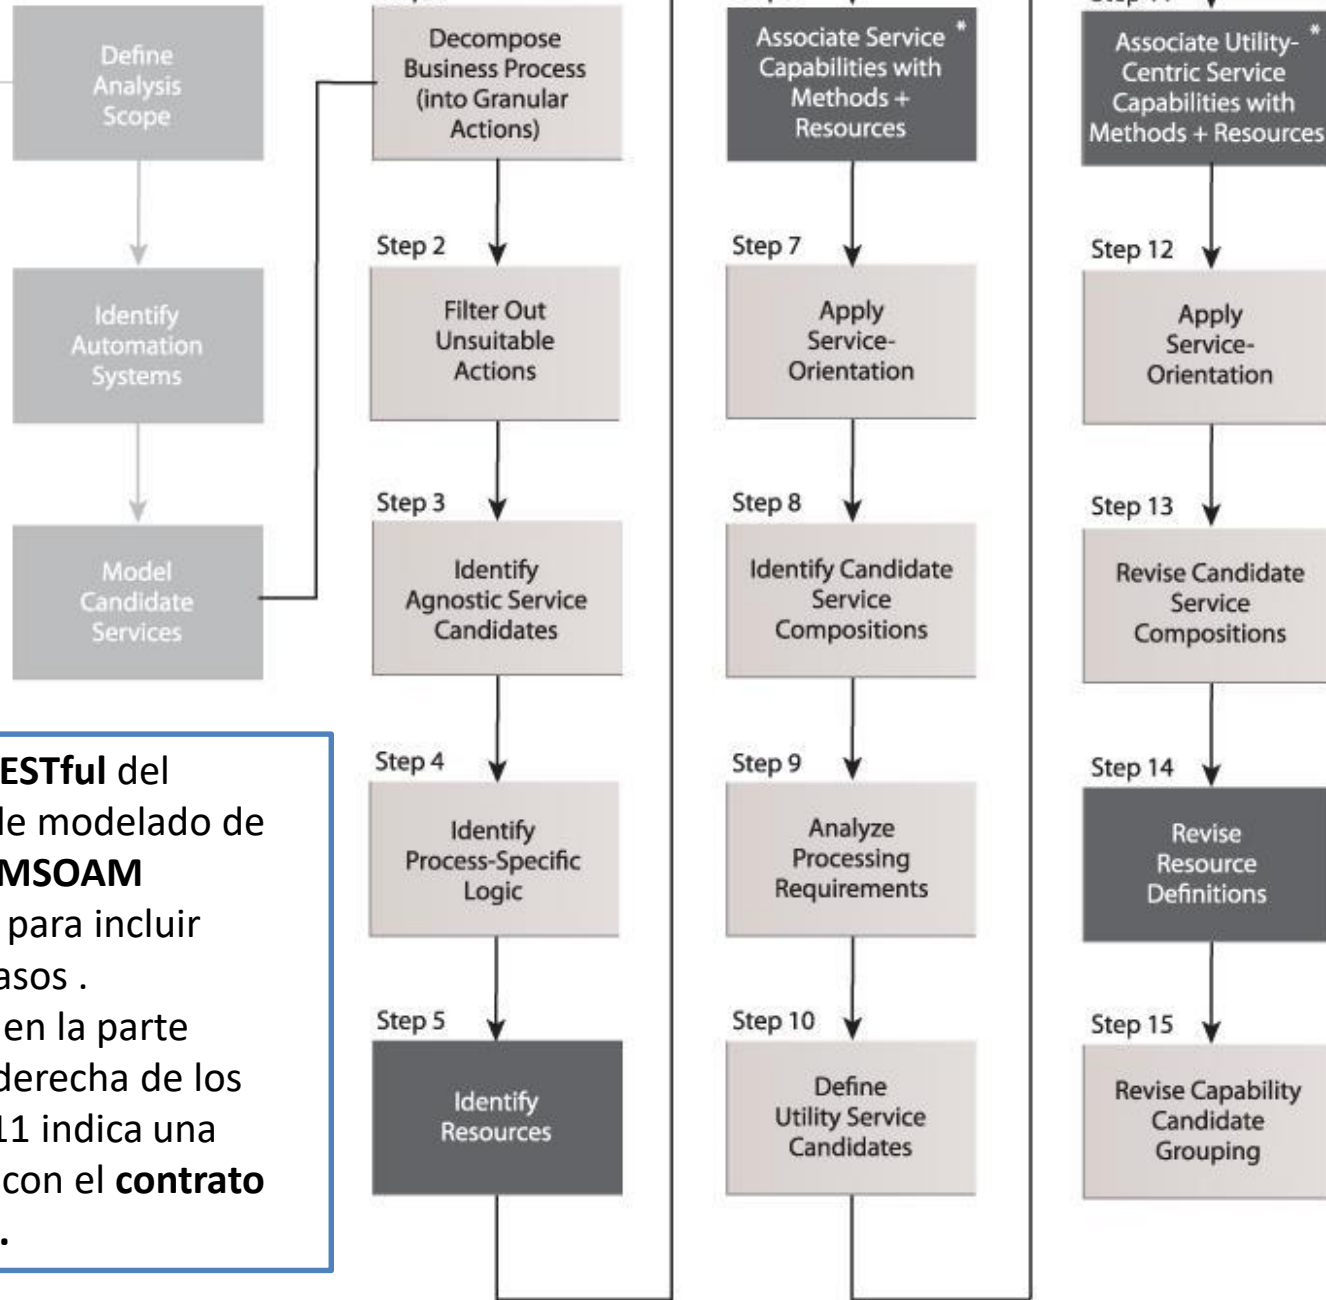 Define
Analysis
Scope
Identify
Automation
Systems
Model
Candidate
Services
ESTful del
de modelado de
MSOAM
para incluir
asos .
en la parte
derecha de los
11 indica una
con el contrato
.
Decompose
Business Process
(into Granular
Actions)
Step 2
Filter Out
Unsuitable
Actions
Step 3
Identify
Agnostic Service
Candidates
Step 4
Identify
Process-Specific
Logic
Step 5
Identify
Resources
Associate Service *
Capabilities with
Methods +
Resources
Step 7
Apply
Service-
Orientation
Step 8
Identify Candidate
Service
Compositions
Step 9
Analyze
Processing
Requirements
Step 10
Define
Utility Service
Candidates
Associate Utility- *
Centric Service
Capabilities with
Methods + Resources
Step 12
Apply
Service-
Orientation
Step 13
Revise Candidate
Service
Compositions
Step 14
Revise
Resource
Definitions
Step 15
Revise Capability
Candidate
Grouping